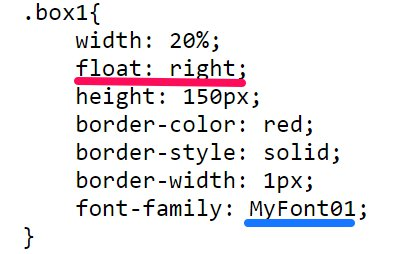 .box1{
    width: 20%;
    float: right;
    height: 150px;
    border-color: red;
    border-style: solid;
    border-width: 1px;
    font-family: MyFont01;
}